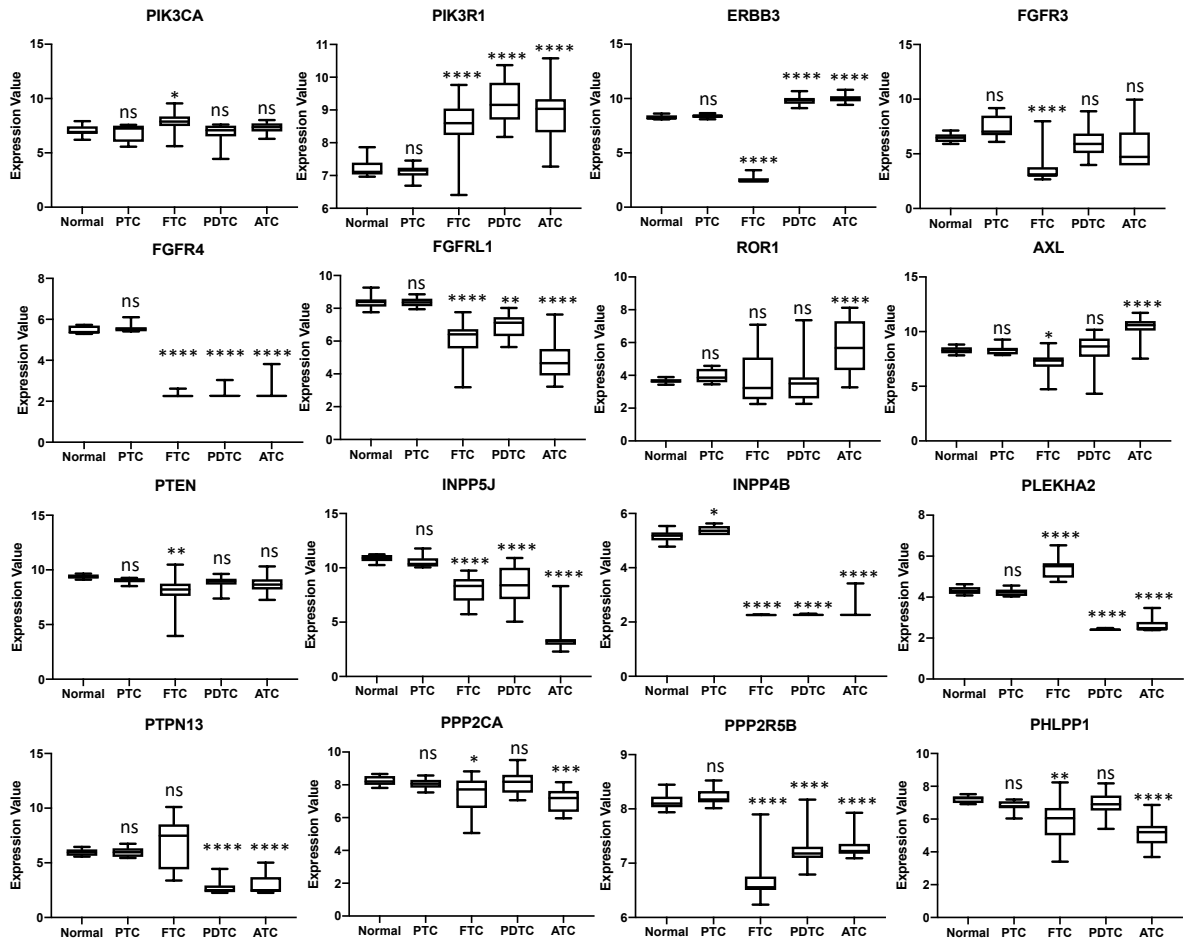 PIK3CA
Expression Value
15
10
5
0
ns
*
ns
ns
Normal PTC FTC PDTC ATC
PIK3R1
Expression Value
11
10
9
8
7
6
ns
****
****
****
Normal PTC FTC PDTC ATC
ERBB3
Expression Value
15
10
5
0
ns
****
****
****
Normal PTC FTC PDTC ATC
FGFR3
Expression Value
15
10
5
0
ns
****
ns
ns
Normal PTC FTC PDTC ATC
FGFR4
Expression Value
8
6
4
2
0
ns
****
****
****
Normal PTC FTC PDTC ATC
FGFRL1
Expression Value
10
8
6
4
2
0
ns
****
**
****
Normal PTC FTC PDTC ATC
ROR1
Expression Value
10
8
6
4
2
0
ns
ns
ns
****
Normal PTC FTC PDTC ATC
AXL
Expression Value
15
10
5
0
ns
*
ns
****
Normal PTC FTC PDTC ATC
PTEN
Expression Value
15
10
5
0
ns
**
ns
ns
Normal PTC FTC PDTC ATC
INPP5J
Expression Value
15
10
5
0
ns
****
****
****
Normal PTC FTC PDTC ATC
INPP4B
Expression Value
6
4
2
0
*
****
****
****
Normal PTC FTC PDTC ATC
PLEKHA2
Expression Value
8
6
4
2
0
ns
****
****
****
Normal PTC FTC PDTC ATC
PTPN13
Expression Value
15
10
5
0
ns
ns
****
****
Normal PTC FTC PDTC ATC
PPP2CA
Expression Value
10
8
6
4
2
0
ns
*
ns
***
Normal PTC FTC PDTC ATC
PPP2R5B
Expression Value
9
8
7
6
ns
****
****
****
Normal PTC FTC PDTC ATC
PHLPP1
Expression Value
10
8
6
4
2
0
ns
**
ns
****
Normal PTC FTC PDTC ATC